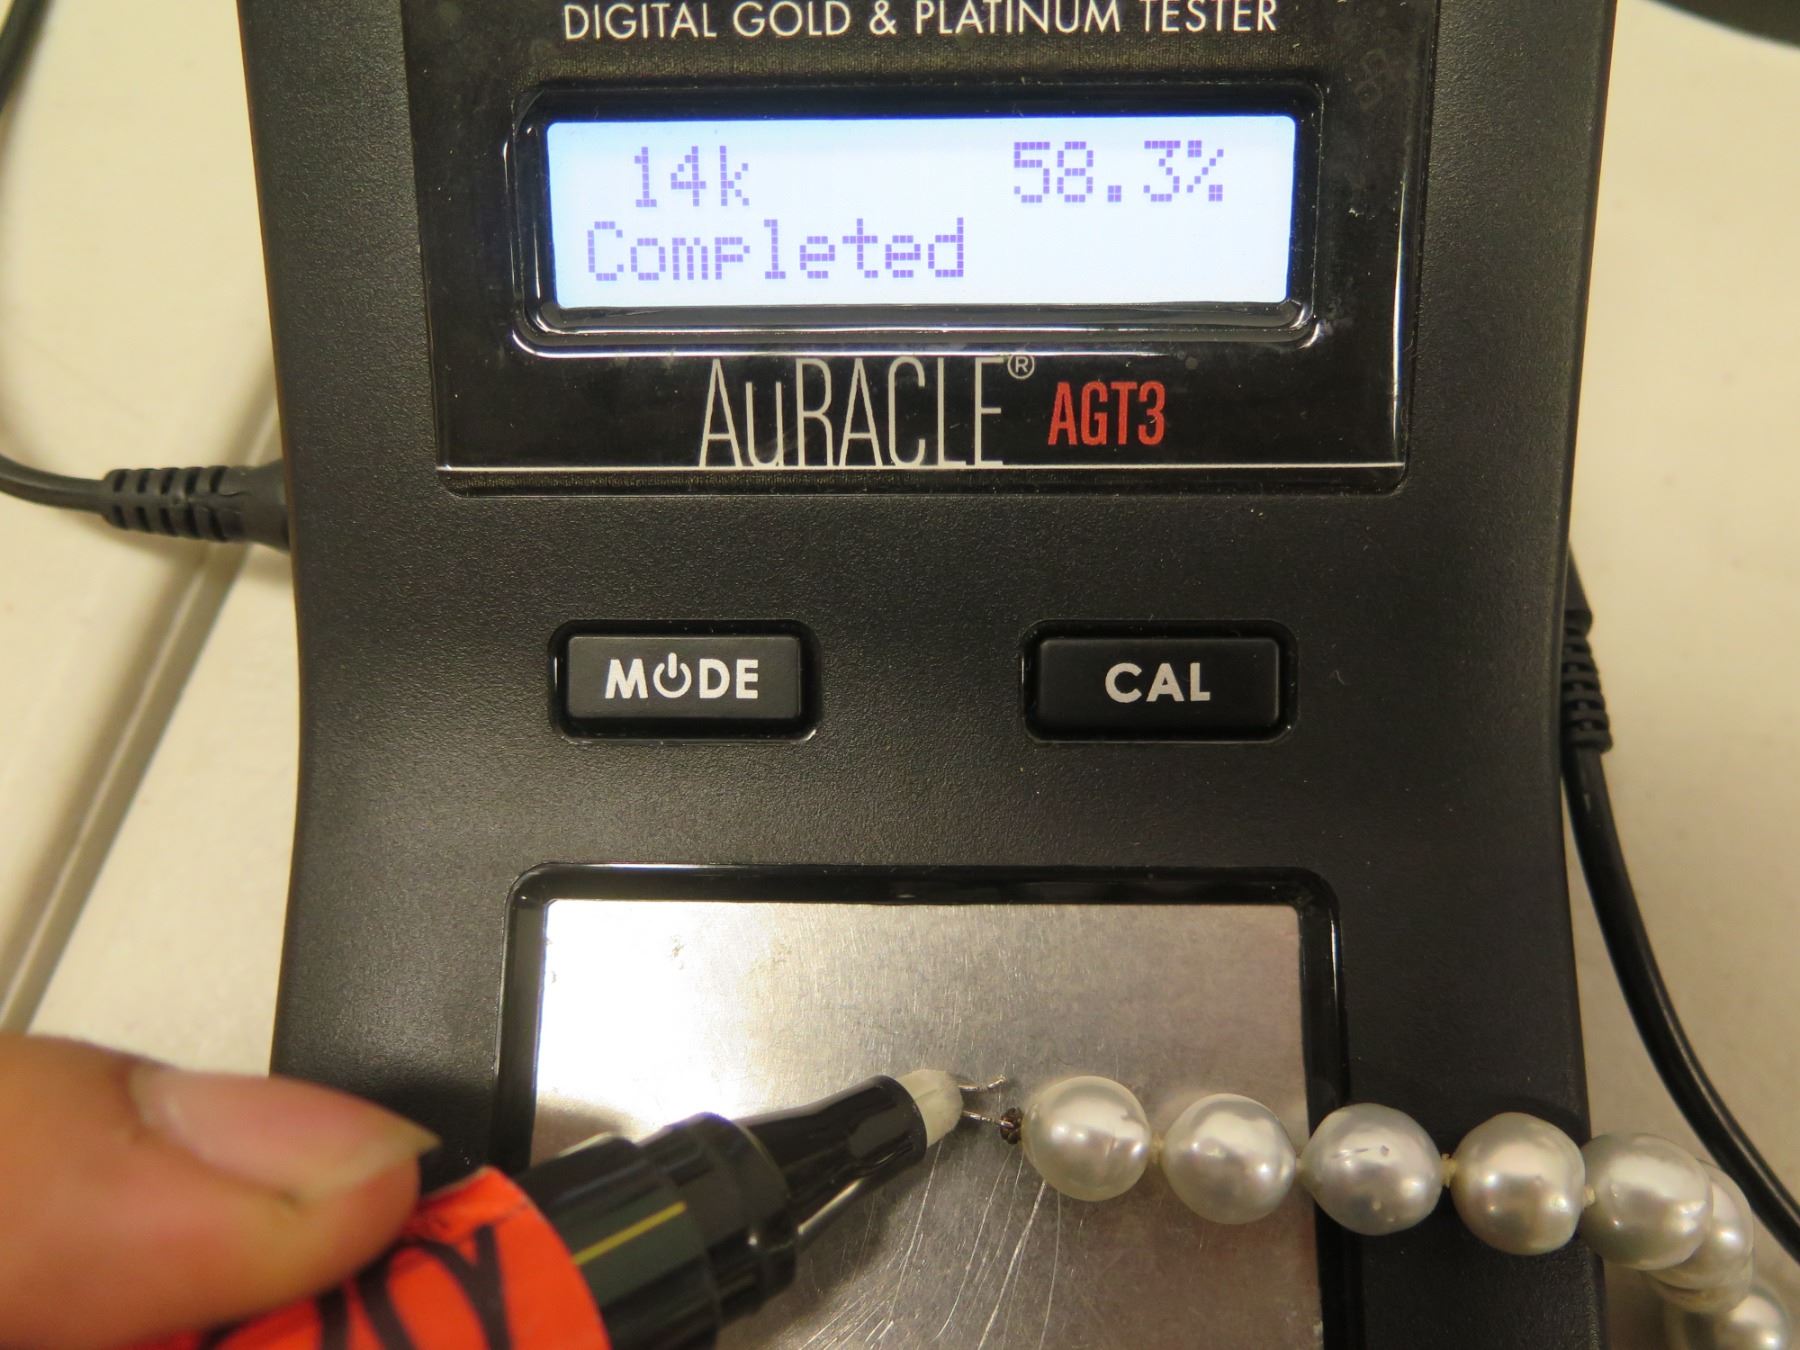 DIGITAL GOLD & PLATINUM TESTER
14k 58.3%
Completed
AuRACLE® AGT3
MODE CAL